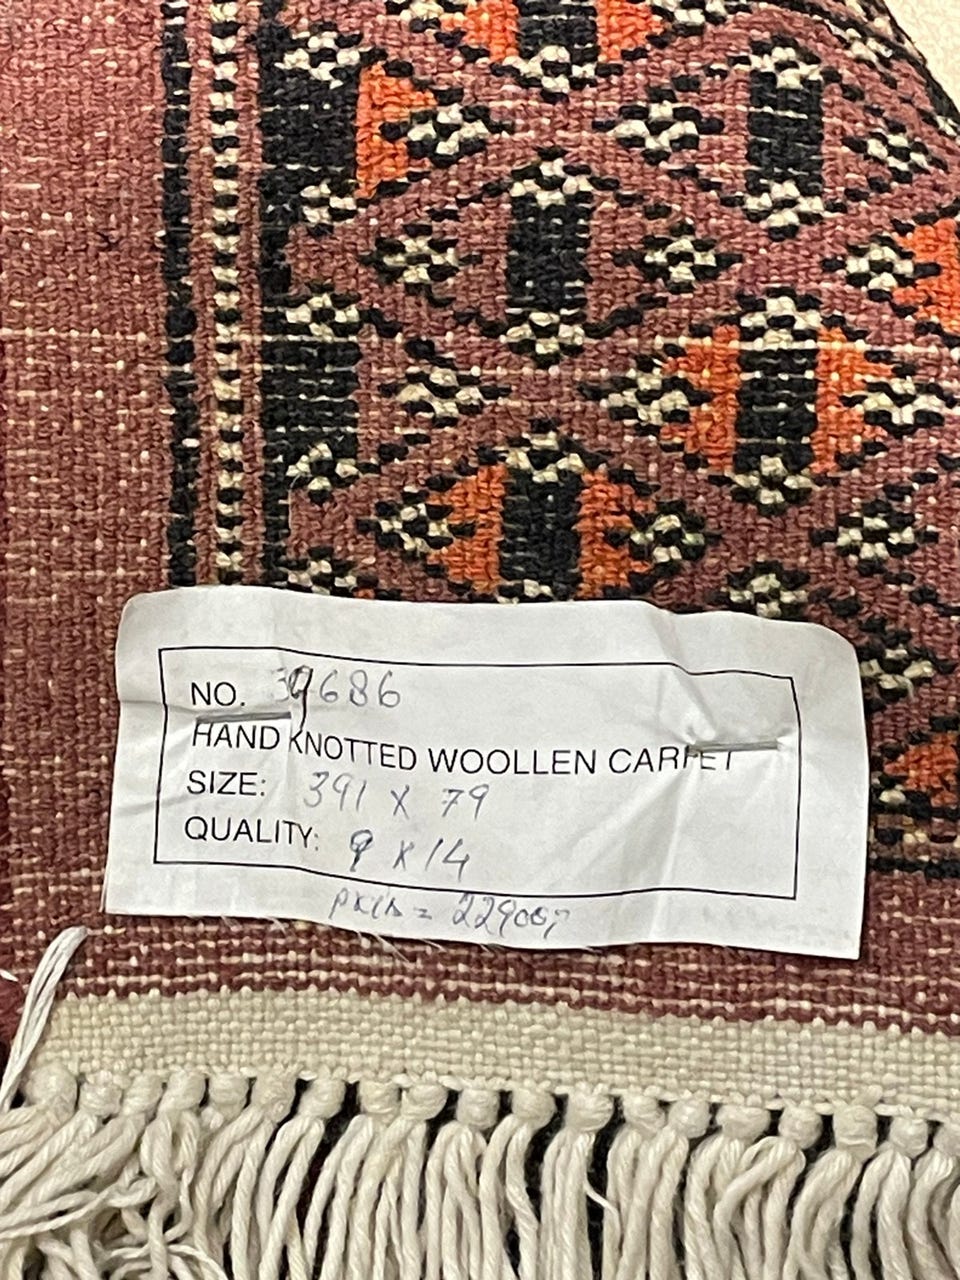 NO. 39686
HAND KNOTTED WOOLLEN CARPET
SIZE: 391 X 79
QUALITY: 9 X 14